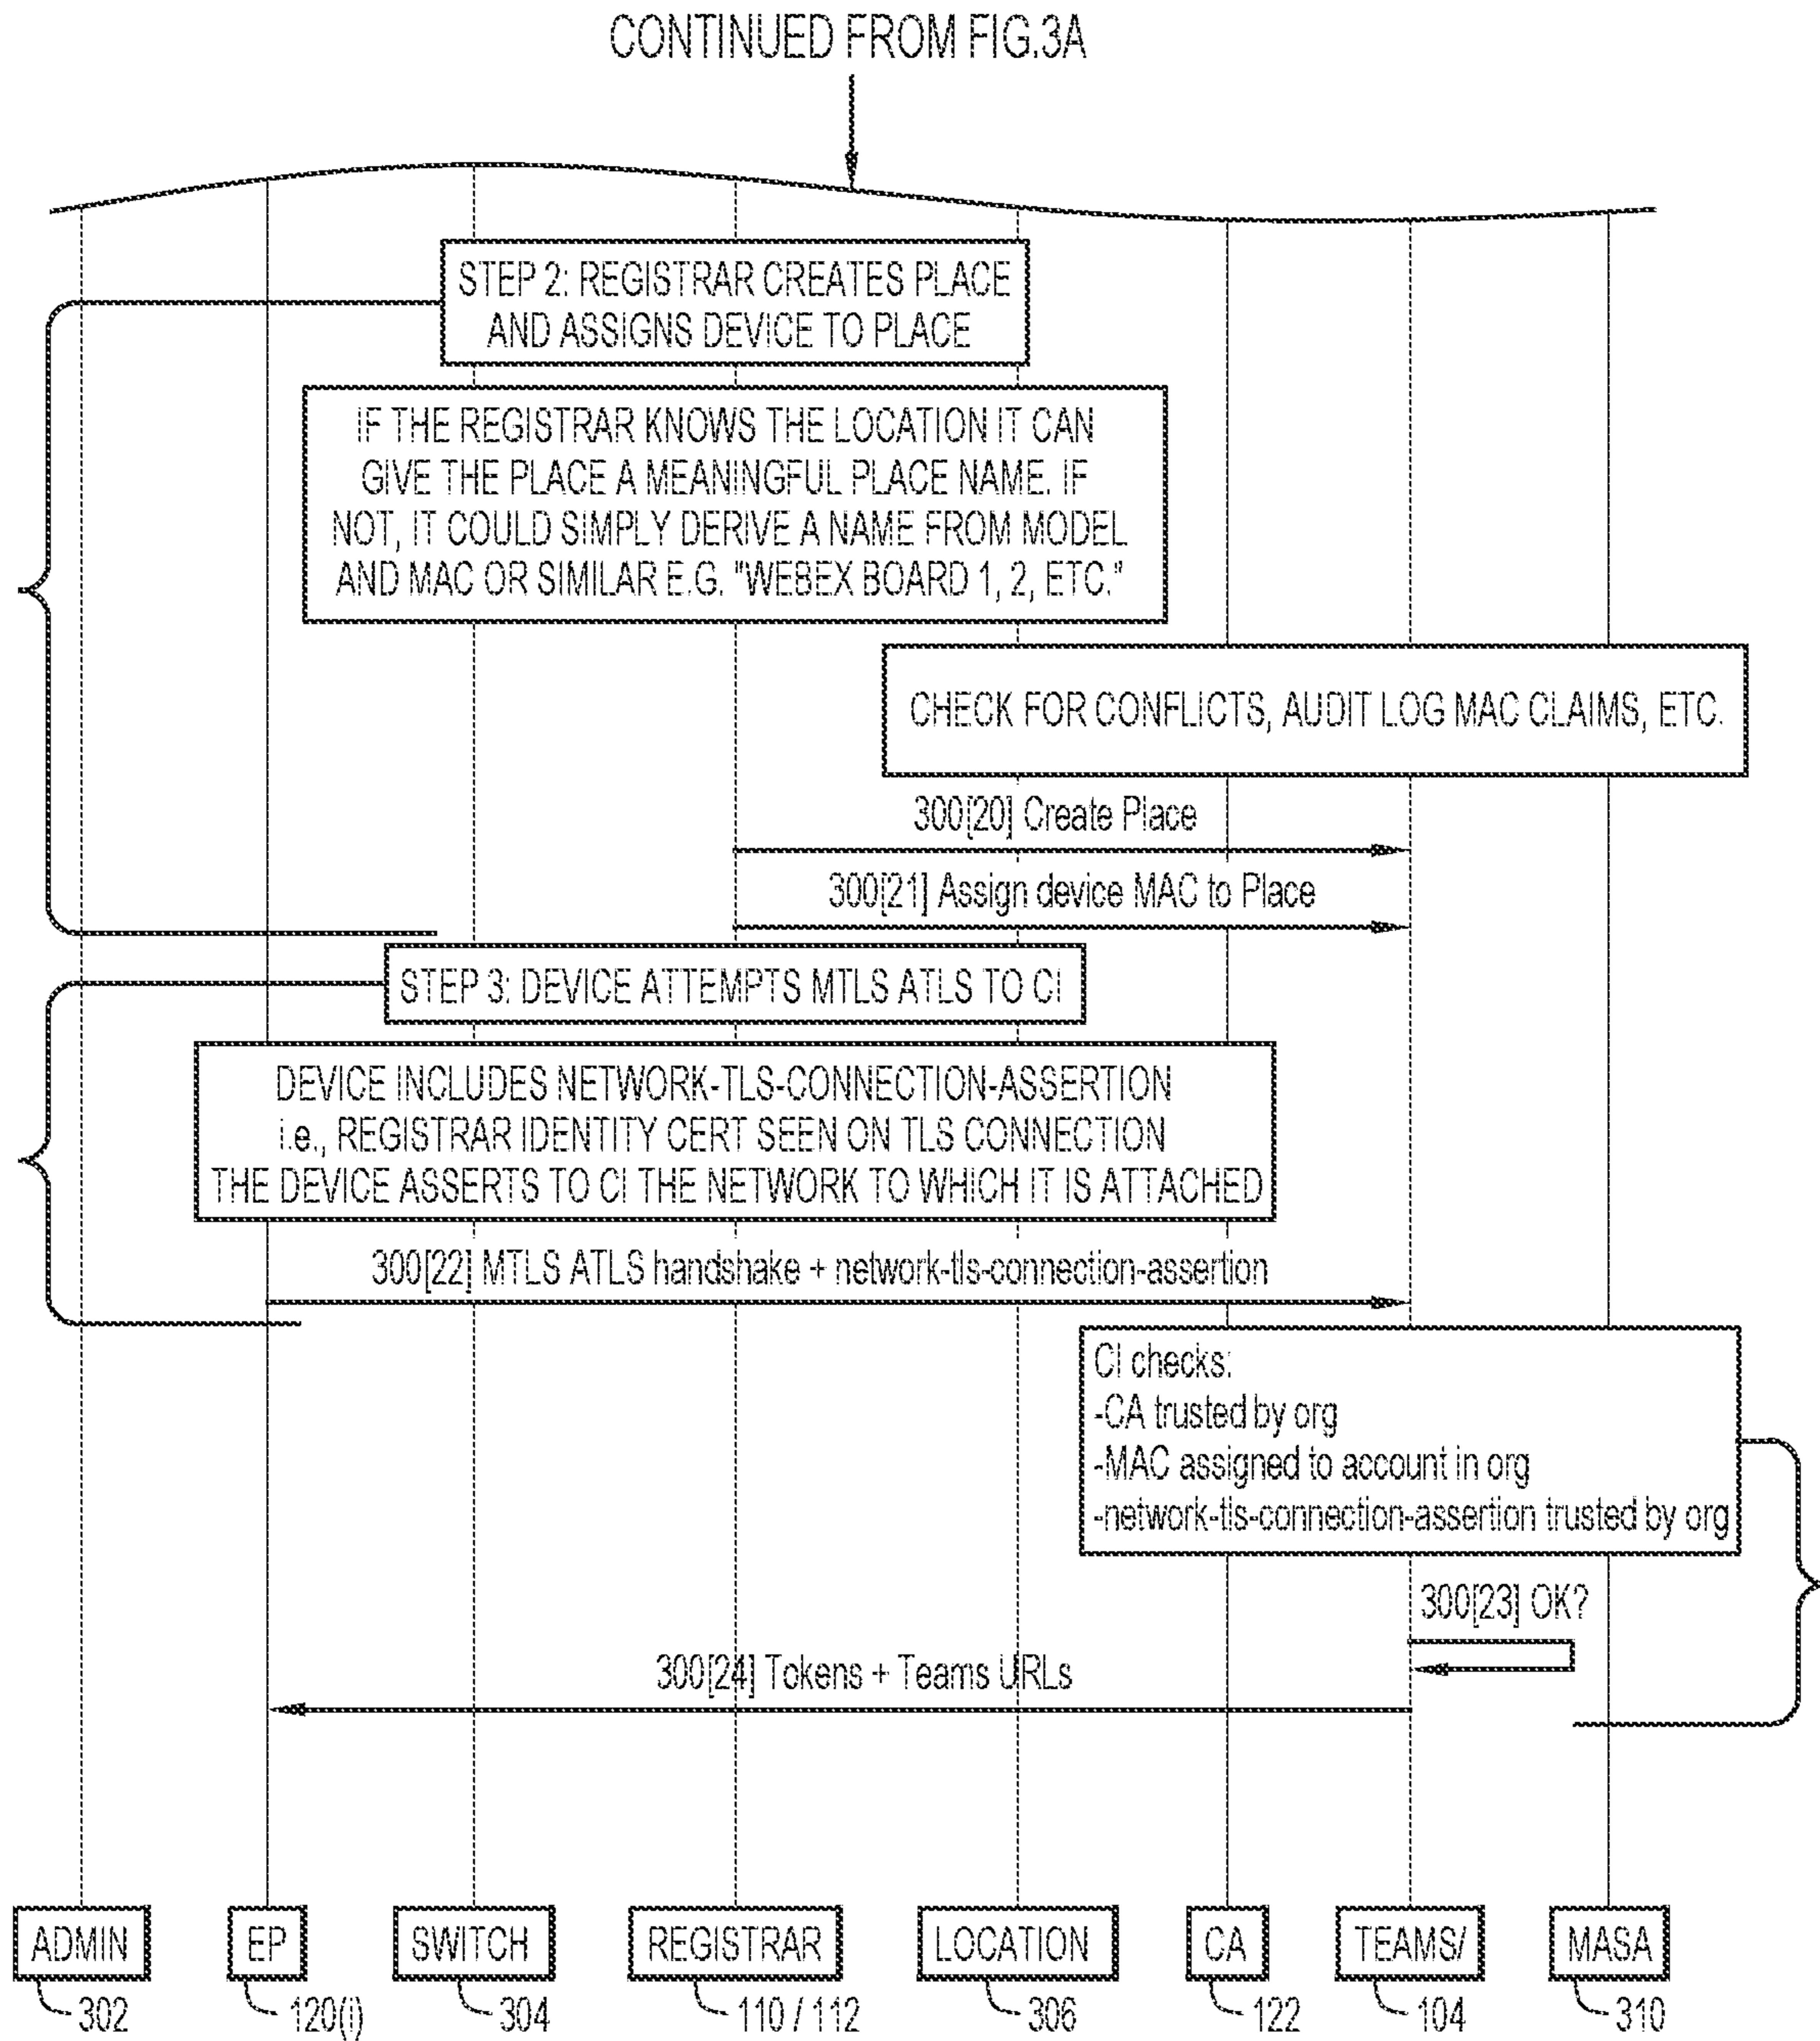 CONTINUED FROM FIG.3A
STEP 2: REGISTRAR CREATES PLACE
AND ASSIGNS DEVICE TO PLACE
IF THE REGISTRAR KNOWS THE LOCATION IT CAN
GIVE THE PLACE A MEANINGFUL PLACE NAME. IF
NOT, IT COULD SIMPLY DERIVE A NAME FROM MODEL
AND MAC OR SIMILAR E.G. "WEBEX BOARD 1, 2, ETC."
CHECK FOR CONFLICTS, AUDIT LOG MAC CLAIMS, ETC.
300[20] Create Place
300[21] Assign device MAC to Place
STEP 3: DEVICE ATTEMPTS MTLS ATLS TO CI
DEVICE INCLUDES NETWORK-TLS-CONNECTION-ASSERTION
i.e., REGISTRAR IDENTITY CERT SEEN ON TLS CONNECTION
THE DEVICE ASSERTS TO CI THE NETWORK TO WHICH IT IS ATTACHED
300[22] MTLS ATLS handshake + network-tls-connection-assertion
CI checks:
-CA trusted by org
-MAC assigned to account in org
-network-tls-connection-assertion trusted by org
300[23] OK?
300[24] Tokens + Teams URLs
ADMIN EP SWITCH REGISTRAR LOCATION CA TEAMS/ MASA
302 120(i) 304 110 / 112 306 122 104 310